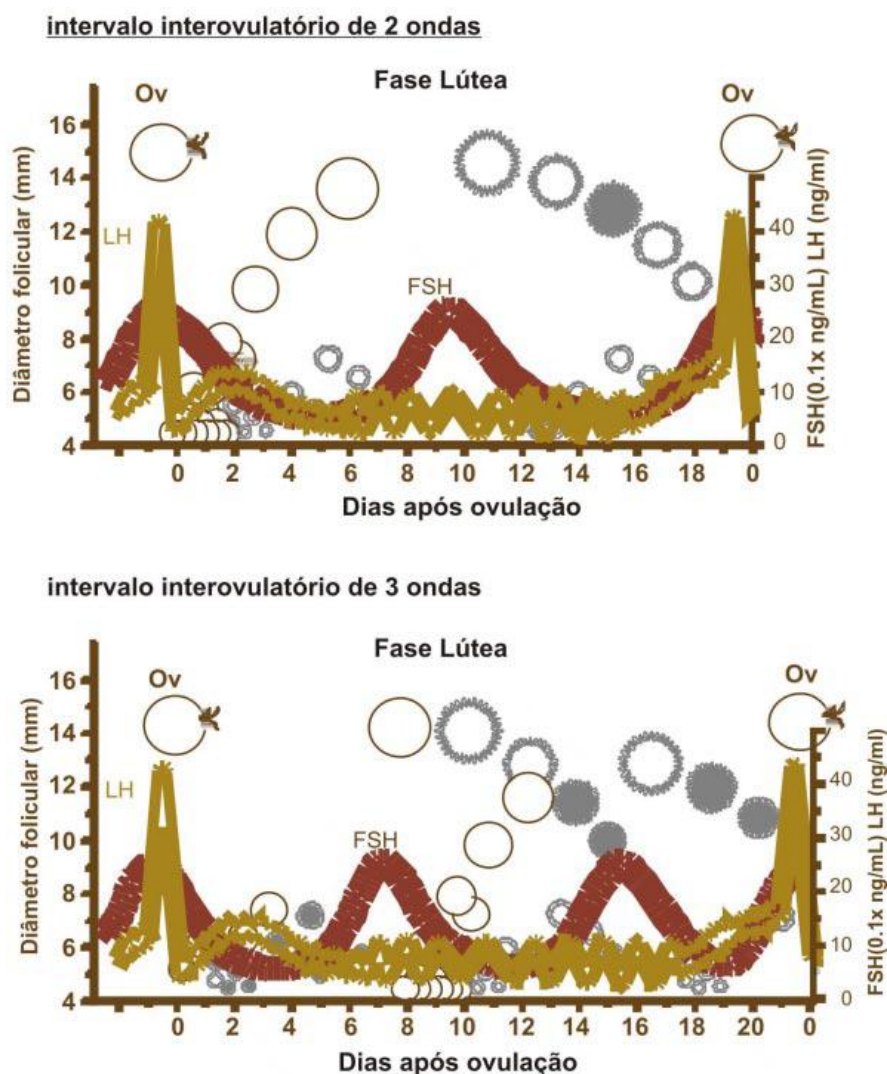 intervalo interovulatório de 2 ondas
Fase Lútea
Ov
Ov
16
14
12
10
8
6
4
Diâmetro folicular (mm)
LH
FSH
40
30
20
10
0
FSH(0.1x ng/mL) LH (ng/ml)
0 2 4 6 8 10 12 14 16 18 0
Dias após ovulação
intervalo interovulatório de 3 ondas
Fase Lútea
Ov
Ov
16
14
12
10
8
6
4
Diâmetro folicular (mm)
LH
FSH
40
30
20
10
0
FSH(0.1x ng/mL) LH (ng/ml)
0 2 4 6 8 10 12 14 16 18 20 0
Dias após ovulação